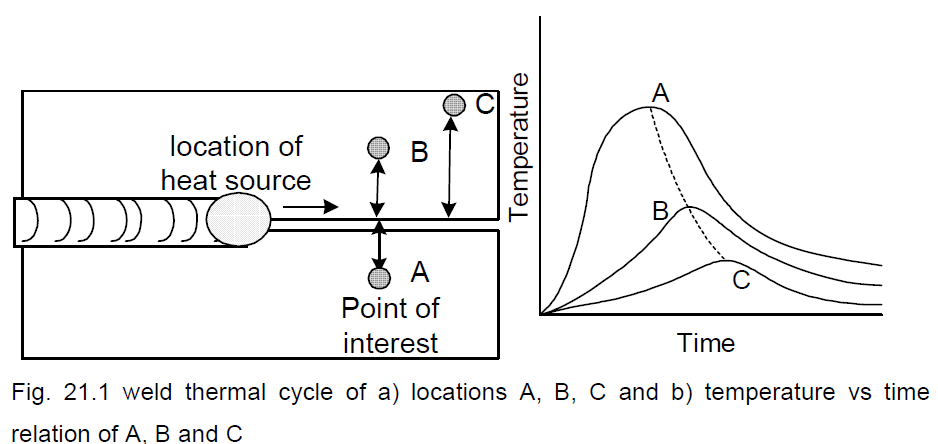 location of
heat source
B
C
A
Point of
interest
Temperature
A
B
C
Time
Fig. 21.1 weld thermal cycle of a) locations A, B, C and b) temperature vs time
relation of A, B and C